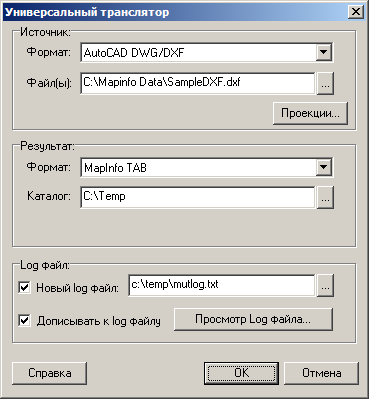 Универсальный транслятор
Источник:
Формат: AutoCAD DWG/DXF
Файл(ы): C:\Mapinfo Data\SampleDXF.dxf ...
Проекции...
Результат:
Формат: MapInfo TAB
Каталог: C:\Temp ...
Log файл:
Новый log файл: c:\temp\mutlog.txt ...
Дописывать к log файлу Просмотр Log файла...
Справка OK Отмена